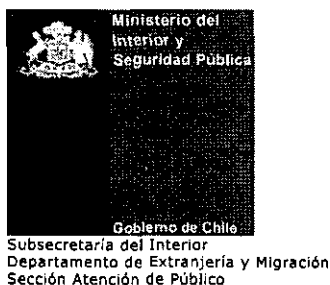 Ministerio del
Interior y
Seguridad Pública
Gobierno de Chile
Subsecretaría del Interior
Departamento de Extranjería y Migración
Sección Atención de Público